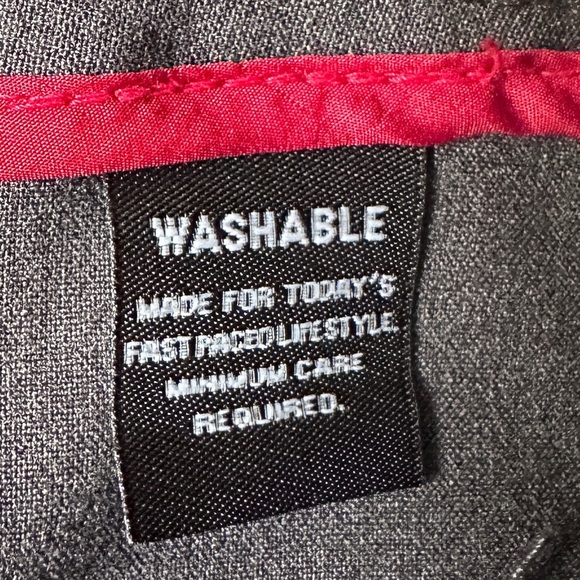 WASHABLE
MADE FOR TODAY'S
FAST PACED LIFESTYLE.
MINIMUM CARE
REQUIRED.